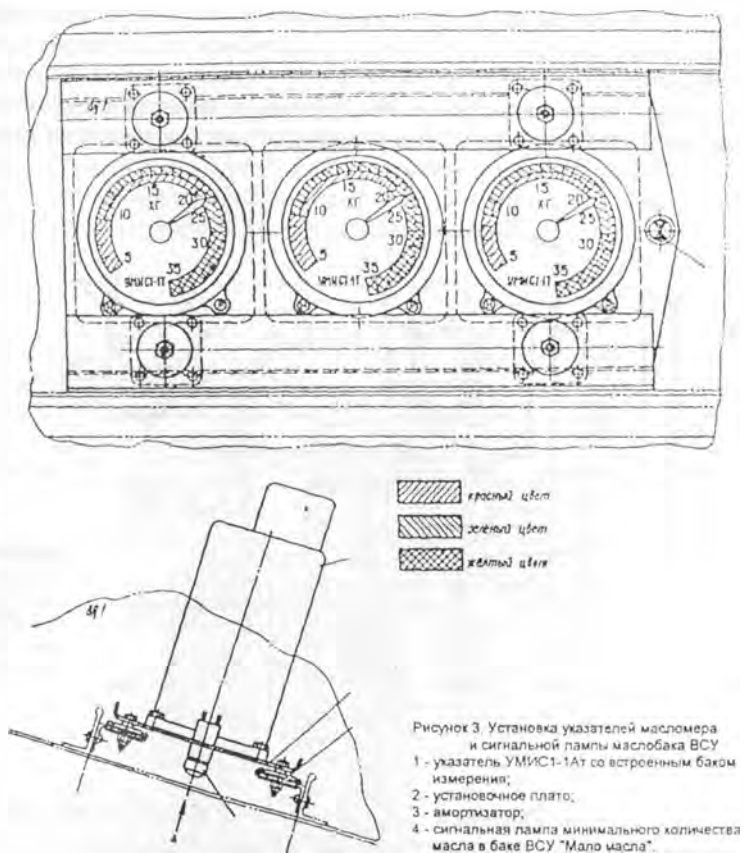 15
КГ
20
10
25
30
5
35
УМИС1-1Т
15
КГ
20
10
25
30
5
35
УМИС1-1Т
15
КГ
20
10
25
30
5
35
УМИС1-1Т
красный цвет
зелёный цвет
жёлтый цвет
А
Рисунок 3. Установка указателей масломера
и сигнальной лампы маслобака ВСУ
1 - указатель УМИС1-1Ат со встроенным баком
измерения;
2 - установочное плато;
3 - амортизатор;
4 - сигнальная лампа минимального количества
масла в баке ВСУ "Мало масла".